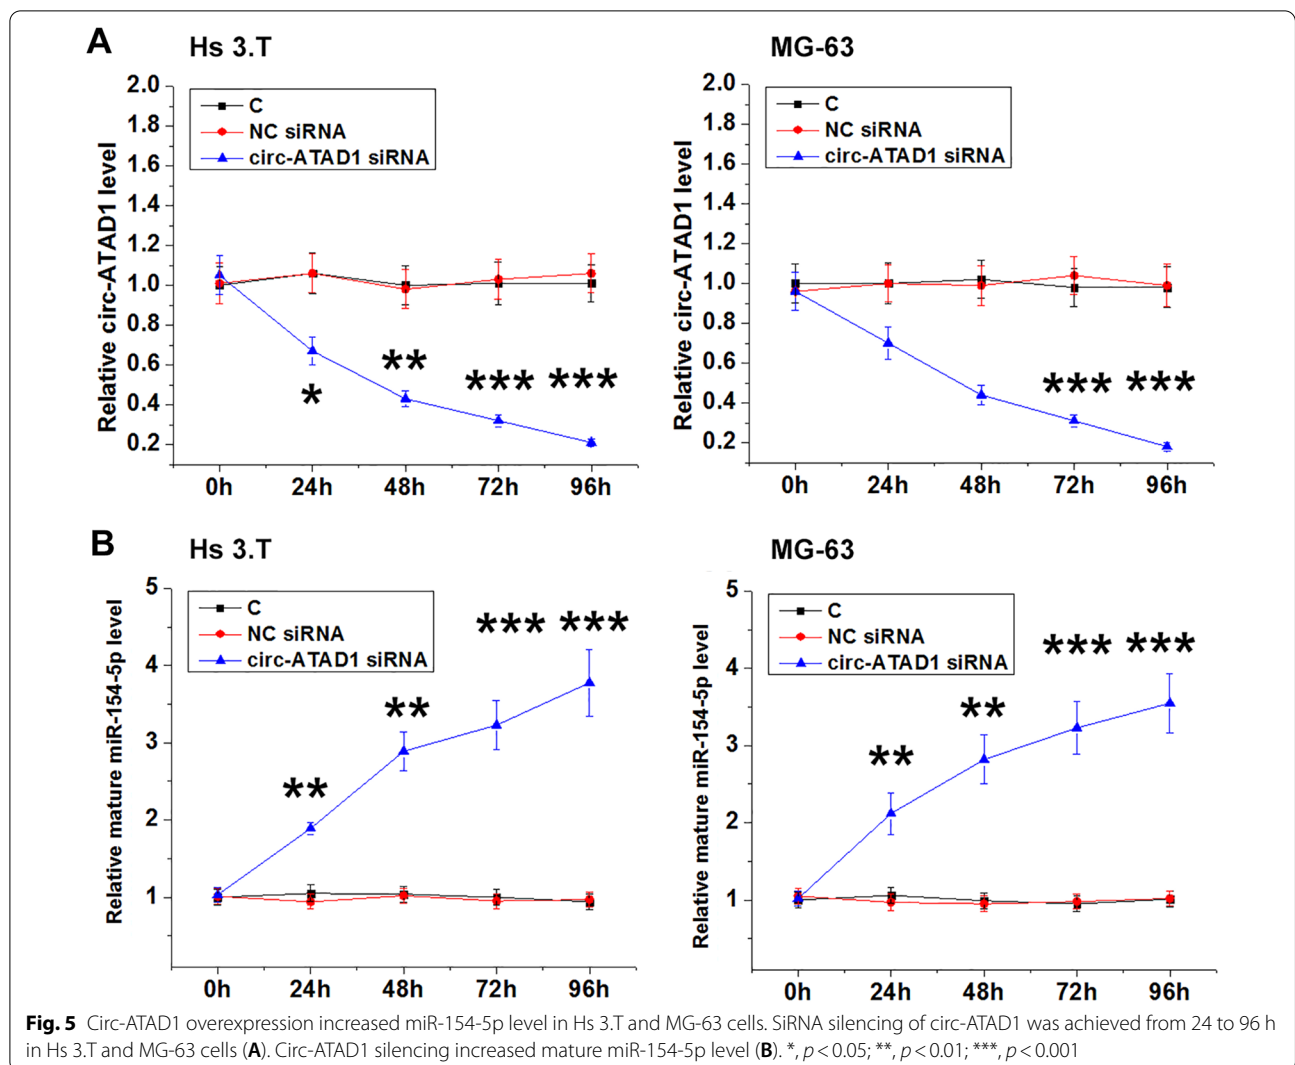 A
Hs 3.T
MG-63
Relative circ-ATAD1 level
2.0
1.8
1.6
1.4
1.2
1.0
0.8
0.6
0.4
0.2
C
NC siRNA
circ-ATAD1 siRNA
*
**
***
***
0h 24h 48h 72h 96h
Relative circ-ATAD1 level
2.0
1.8
1.6
1.4
1.2
1.0
0.8
0.6
0.4
0.2
C
NC siRNA
circ-ATAD1 siRNA
***
***
0h 24h 48h 72h 96h
B
Hs 3.T
MG-63
Relative mature miR-154-5p level
5
4
3
2
1
C
NC siRNA
circ-ATAD1 siRNA
**
**
***
***
0h 24h 48h 72h 96h
Relative mature miR-154-5p level
5
4
3
2
1
C
NC siRNA
circ-ATAD1 siRNA
**
**
***
***
0h 24h 48h 72h 96h
Fig. 5 Circ-ATAD1 overexpression increased miR-154-5p level in Hs 3.T and MG-63 cells. SiRNA silencing of circ-ATAD1 was achieved from 24 to 96 h
in Hs 3.T and MG-63 cells (A). Circ-ATAD1 silencing increased mature miR-154-5p level (B). *, p < 0.05; **, p < 0.01; ***, p < 0.001